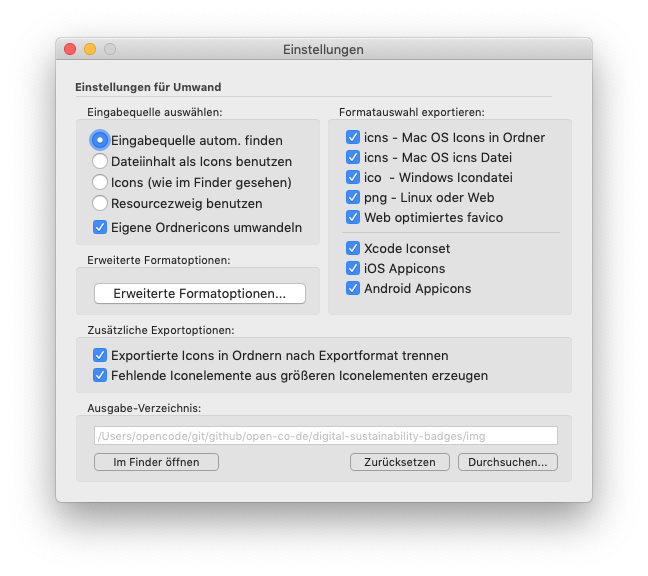 Einstellungen
Einstellungen für Umwand
Eingabequelle auswählen:
Eingabequelle autom. finden
Dateiinhalt als Icons benutzen
Icons (wie im Finder gesehen)
Resourcezweig benutzen
Eigene Ordnericons umwandeln
Erweiterte Formatoptionen:
Erweiterte Formatoptionen...
Formatauswahl exportieren:
icns - Mac OS Icons in Ordner
icns - Mac OS icns Datei
ico - Windows Icondatei
png - Linux oder Web
Web optimiertes favico
Xcode Iconset
iOS Appicons
Android Appicons
Zusätzliche Exportoptionen:
Exportierte Icons in Ordnern nach Exportformat trennen
Fehlende Iconelemente aus größeren Iconelementen erzeugen
Ausgabe-Verzeichnis:
/Users/opencode/git/github/open-co-de/digital-sustainability-badges/img
Im Finder öffnen
Zurücksetzen
Durchsuchen...